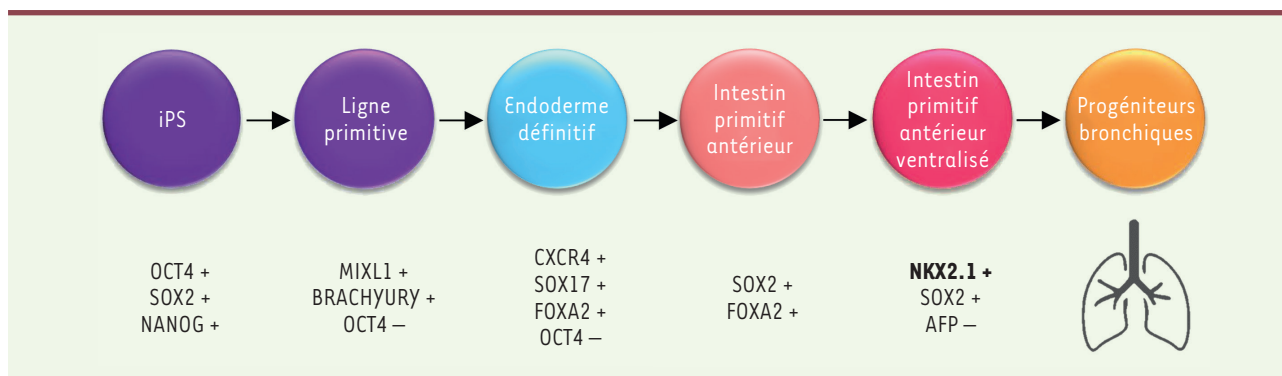 iPS
Ligne
primitive
Endoderme
définitif
Intestin
primitif
antérieur
Intestin
primitif
antérieur
ventralisé
Progéniteurs
bronchiques
OCT4 +
SOX2 +
NANOG +
MIXL1 +
BRACHYURY +
OCT4 –
CXCR4 +
SOX17 +
FOXA2 +
OCT4 –
SOX2 +
FOXA2 +
NKX2.1 +
SOX2 +
AFP –